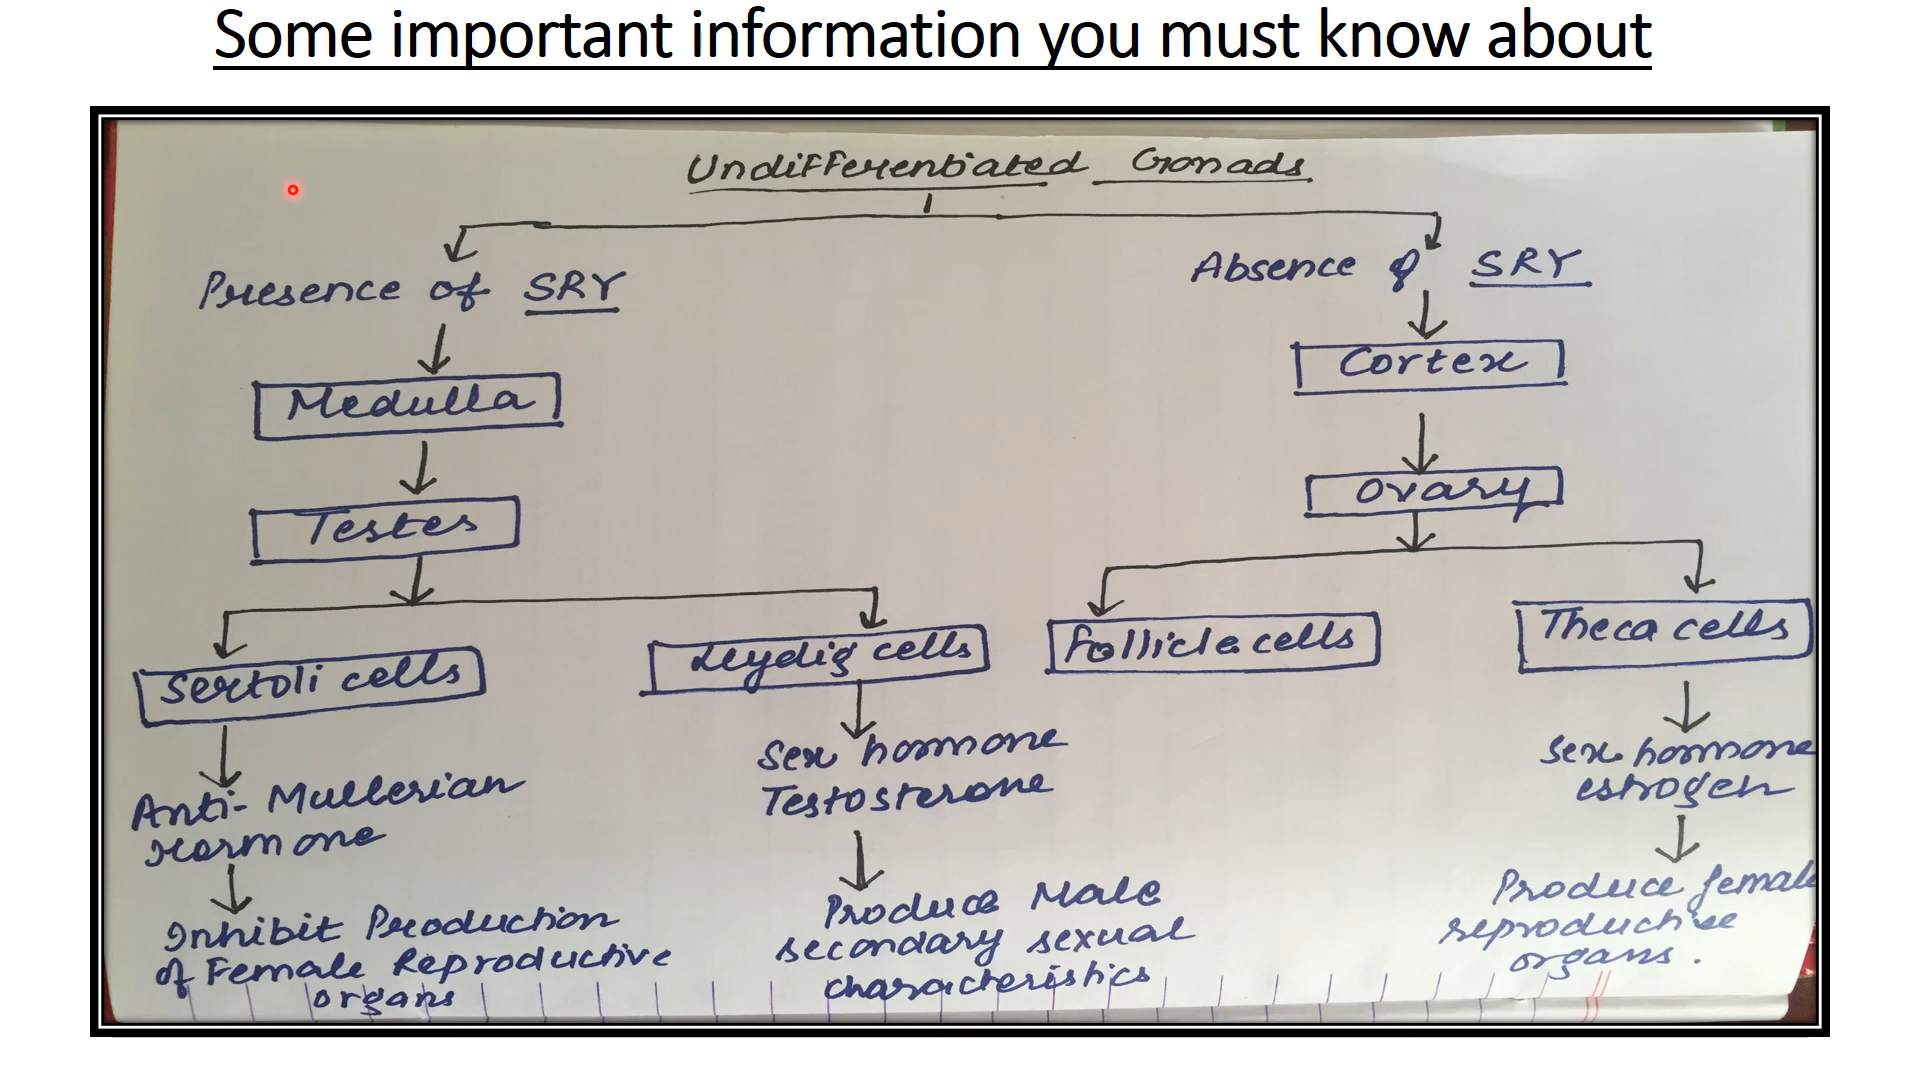 Some important information you must know about
Undifferentiated Gonads
Presence of SRY
Absence of SRY
Medulla
Cortex
Testes
Ovary
Sertoli cells
Leydig cells
Follicle cells
Theca cells
Anti-Mullerian
Hormone
Sex hormone
Testosterone
Sex hormone
estrogen
Inhibit Production
of Female Reproductive
organs
Produce Male
secondary sexual
characteristics
Produce female
reproductive
organs.